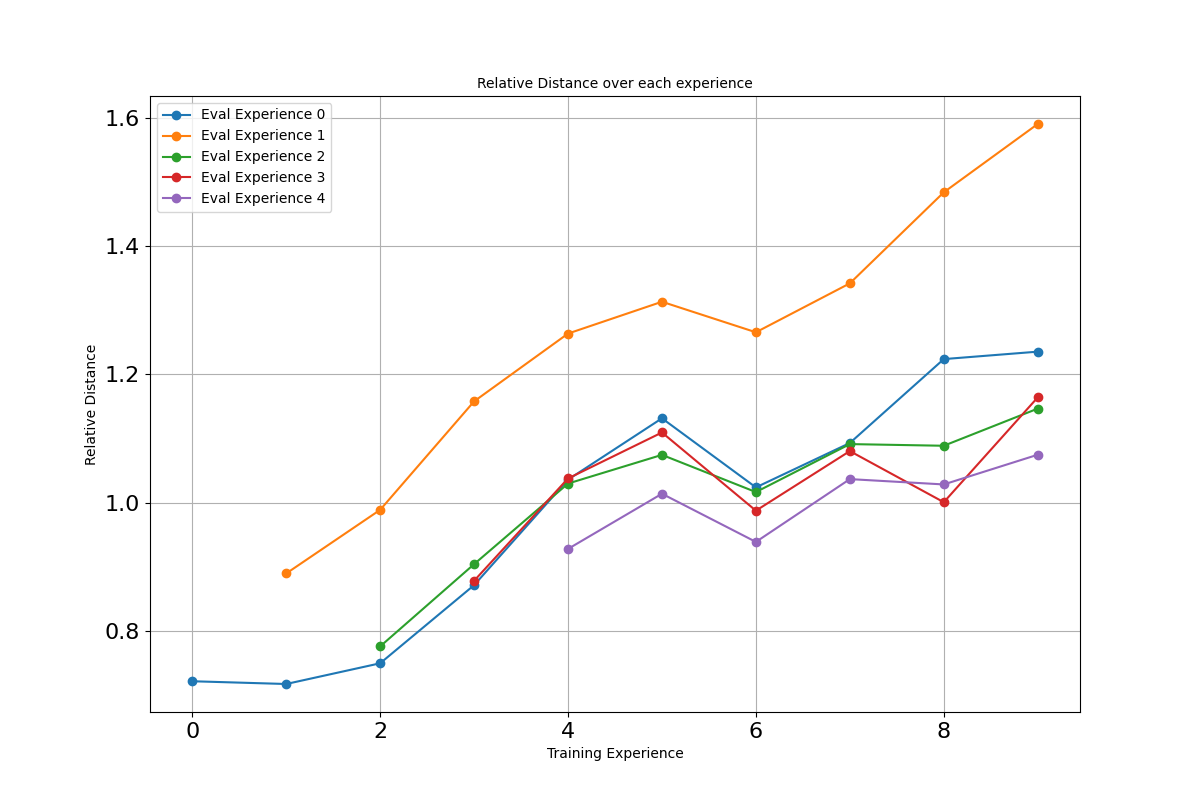 Relative Distance over each experience
Eval Experience 0
Eval Experience 1
Eval Experience 2
Eval Experience 3
Eval Experience 4
1.6
1.4
1.2
1.0
0.8
Relative Distance
0 2 4 6 8
Training Experience